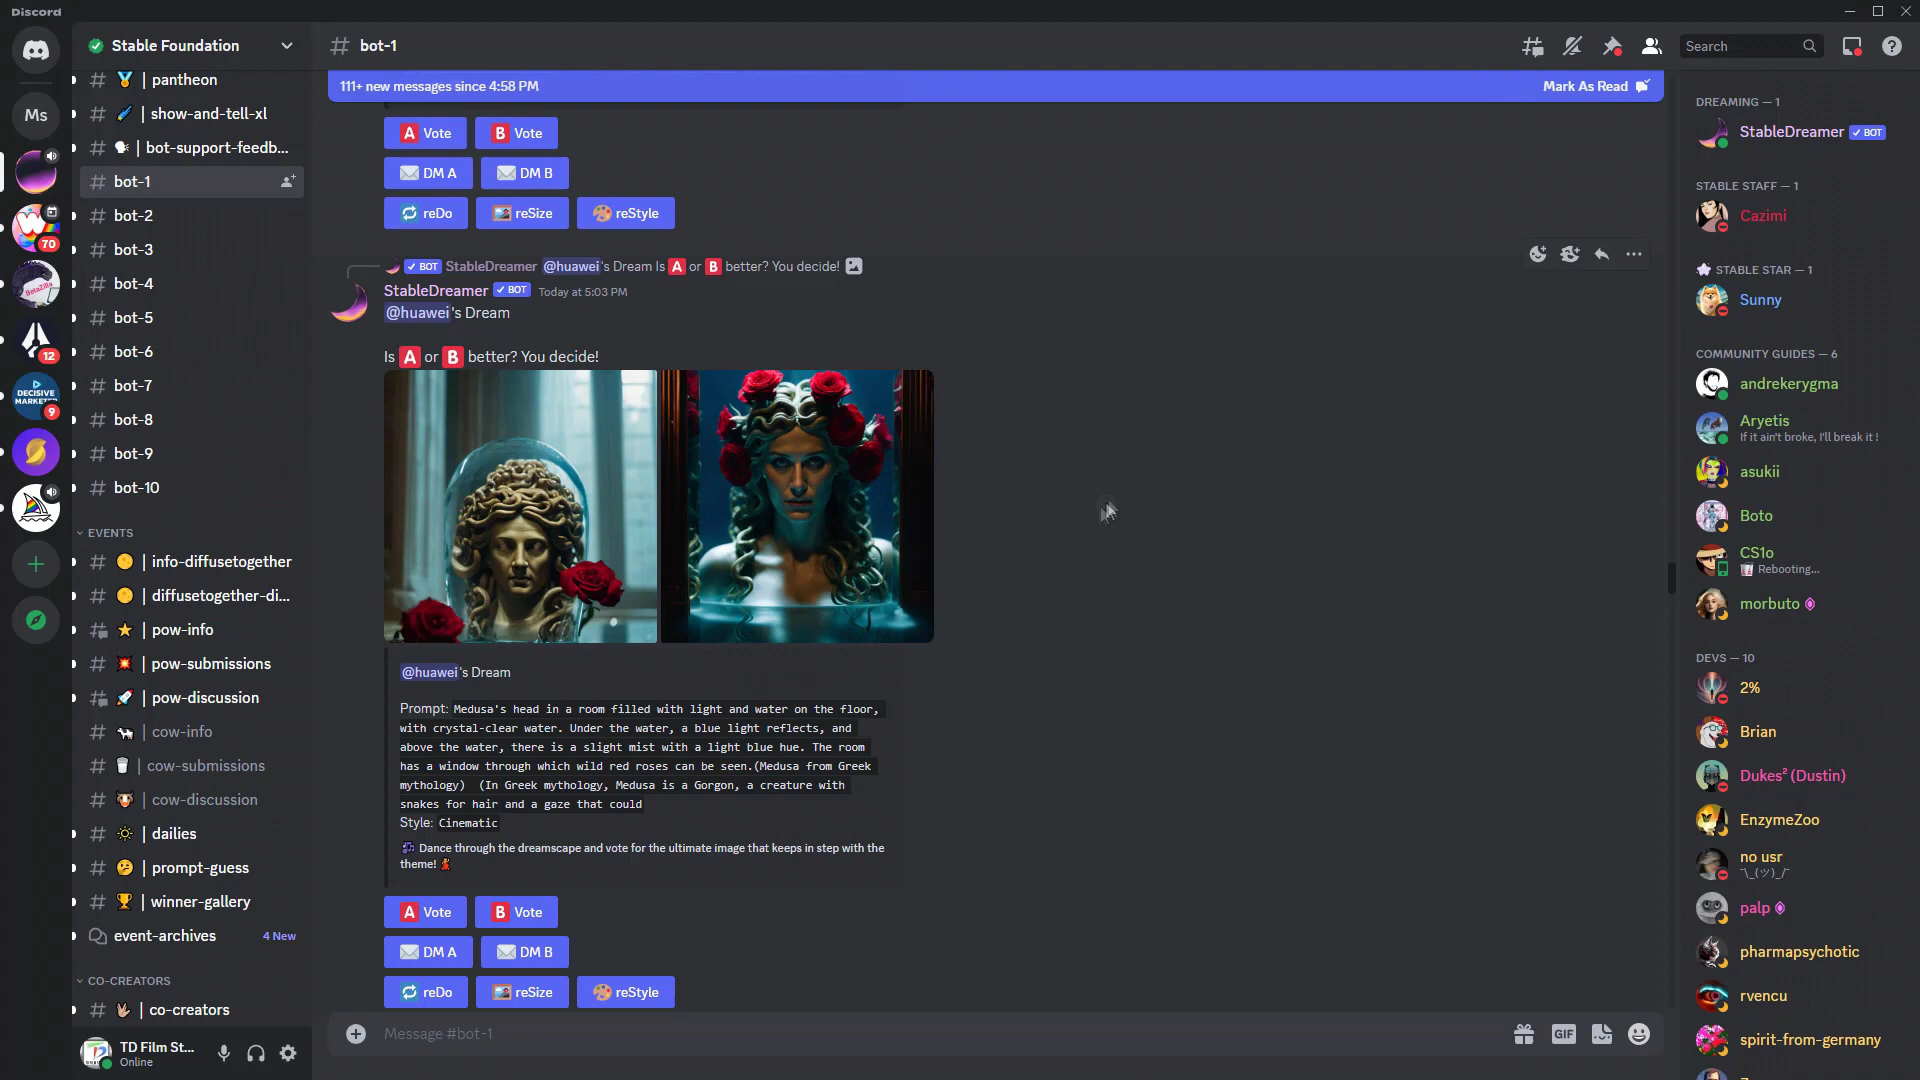 Discord
Stable Foundation
| pantheon
| show-and-tell-xl
| bot-support-feedb...
bot-1
bot-2
bot-3
bot-4
bot-5
bot-6
bot-7
bot-8
bot-9
bot-10
EVENTS
| info-diffusetogether
| diffusetogether-di...
| pow-info
| pow-submissions
| pow-discussion
| cow-info
| cow-submissions
| cow-discussion
| dailies
| prompt-guess
| winner-gallery
event-archives 4 New
CO-CREATORS
| co-creators
TD Film St...
Online
Ms
70
BetaZilla
12
DECISIVE
MARKETER
9
# bot-1
Search
111+ new messages since 4:58 PM
Mark As Read
A Vote B Vote
DM A DM B
reDo reSize reStyle
BOT StableDreamer @huawei's Dream Is A or B better? You decide!
StableDreamer BOT Today at 5:03 PM
@huawei's Dream
Is A or B better? You decide!
@huawei's Dream
Prompt: Medusa's head in a room filled with light and water on the floor,
with crystal-clear water. Under the water, a blue light reflects, and
above the water, there is a slight mist with a light blue hue. The room
has a window through which wild red roses can be seen.(Medusa from Greek
mythology) (In Greek mythology, Medusa is a Gorgon, a creature with
snakes for hair and a gaze that could
Style: Cinematic
Dance through the dreamscape and vote for the ultimate image that keeps in step with the
theme!
A Vote B Vote
DM A DM B
reDo reSize reStyle
Message #bot-1
GIF
DREAMING — 1
StableDreamer BOT
STABLE STAFF — 1
Cazimi
STABLE STAR — 1
Sunny
COMMUNITY GUIDES — 6
andrekerygma
Aryetis
If it ain't broke, I'll break it !
asukii
Boto
CS1o
Rebooting...
morbuto
DEVS — 10
2%
Brian
Dukes² (Dustin)
EnzymeZoo
no usr
¯\_(ツ)_/¯
palp
pharmapsychotic
rvencu
spirit-from-germany